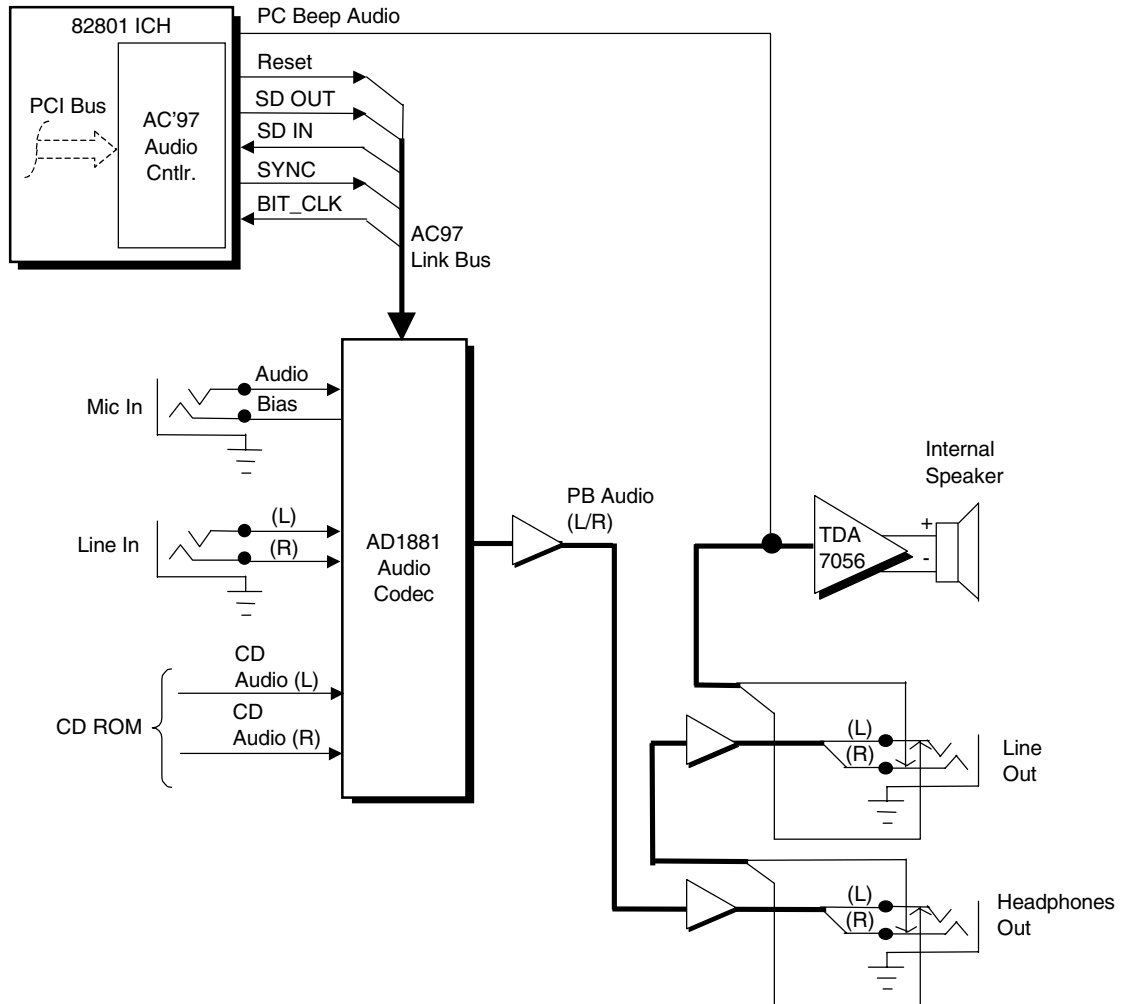 82801 ICH
PC Beep Audio
Reset
PCI Bus
SD OUT
AC’97
Audio
Cntlr.
SD IN
SYNC
BIT_CLK
AC97
Link Bus
Mic In
Audio
Bias
Line In
(L)
(R)
AD1881
Audio
Codec
PB Audio
(L/R)
Internal
Speaker
TDA
7056
+
-
CD ROM
CD
Audio (L)
CD
Audio (R)
(L)
(R)
Line
Out
(L)
(R)
Headphones
Out